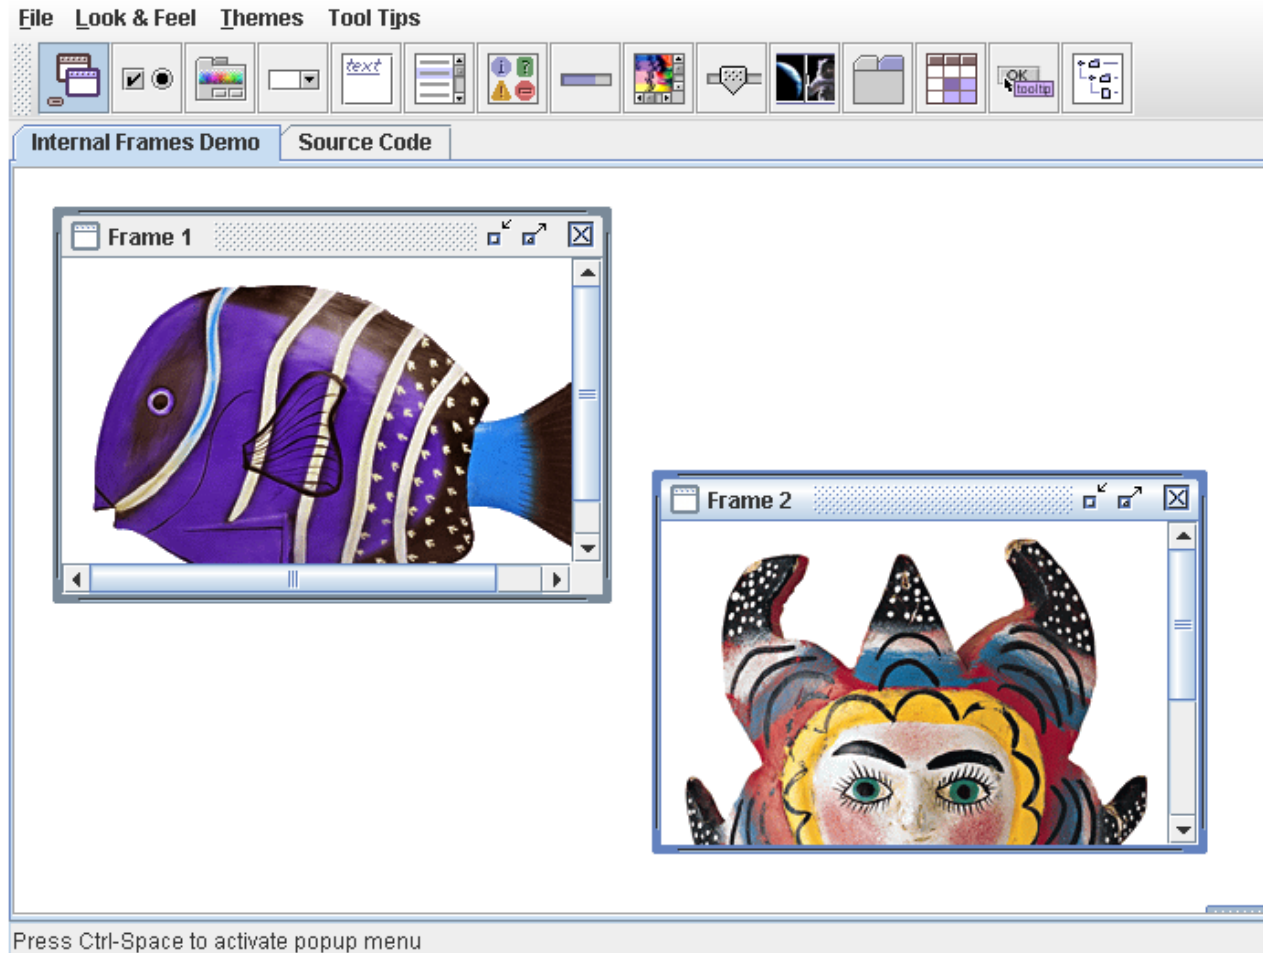 File Look & Feel Themes Tool Tips
text
OK
tooltip
Internal Frames Demo Source Code
Frame 1
Frame 2
Press Ctrl-Space to activate popup menu